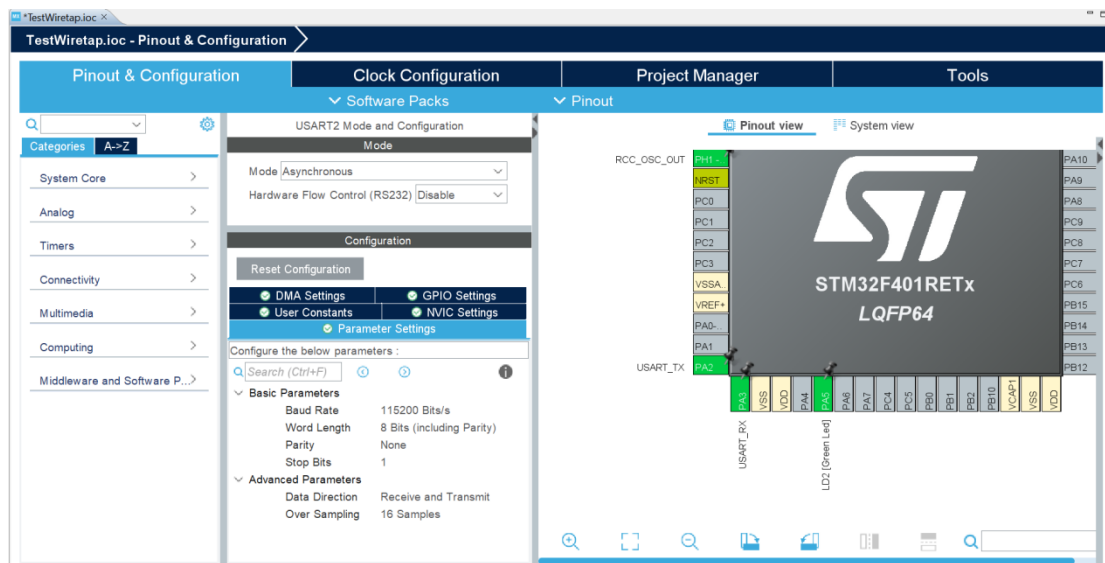 *TestWiretap.ioc ×
TestWiretap.ioc - Pinout & Configuration
Pinout & Configuration
Clock Configuration
Project Manager
Tools
Software Packs
Pinout
Categories
A->Z
System Core
Analog
Timers
Connectivity
Multimedia
Computing
Middleware and Software P...
USART2 Mode and Configuration
Mode
Mode Asynchronous
Hardware Flow Control (RS232) Disable
Configuration
Reset Configuration
DMA Settings
GPIO Settings
User Constants
NVIC Settings
Parameter Settings
Configure the below parameters :
Search (Ctrl+F)
Basic Parameters
Baud Rate 115200 Bits/s
Word Length 8 Bits (including Parity)
Parity None
Stop Bits 1
Advanced Parameters
Data Direction Receive and Transmit
Over Sampling 16 Samples
Pinout view
System view
RCC_OSC_OUT
PH1 -
NRST
PC0
PC1
PC2
PC3
VSSA..
VREF+
PA0-..
PA1
USART_TX
PA2
ST
STM32F401RETx
LQFP64
PA10
PA9
PA8
PC9
PC8
PC7
PC6
PB15
PB14
PB13
PB12
PA3
VSS
VDD
PA4
PA5
PA6
PA7
PC4
PC5
PB0
PB1
PB2
PB10
VCAP1
VSS
VDD
USART_RX
LD2 [Green Led]